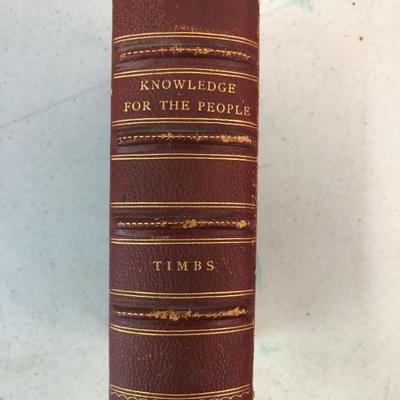 KNOWLEDGE
FOR THE PEOPLE
TIMBS